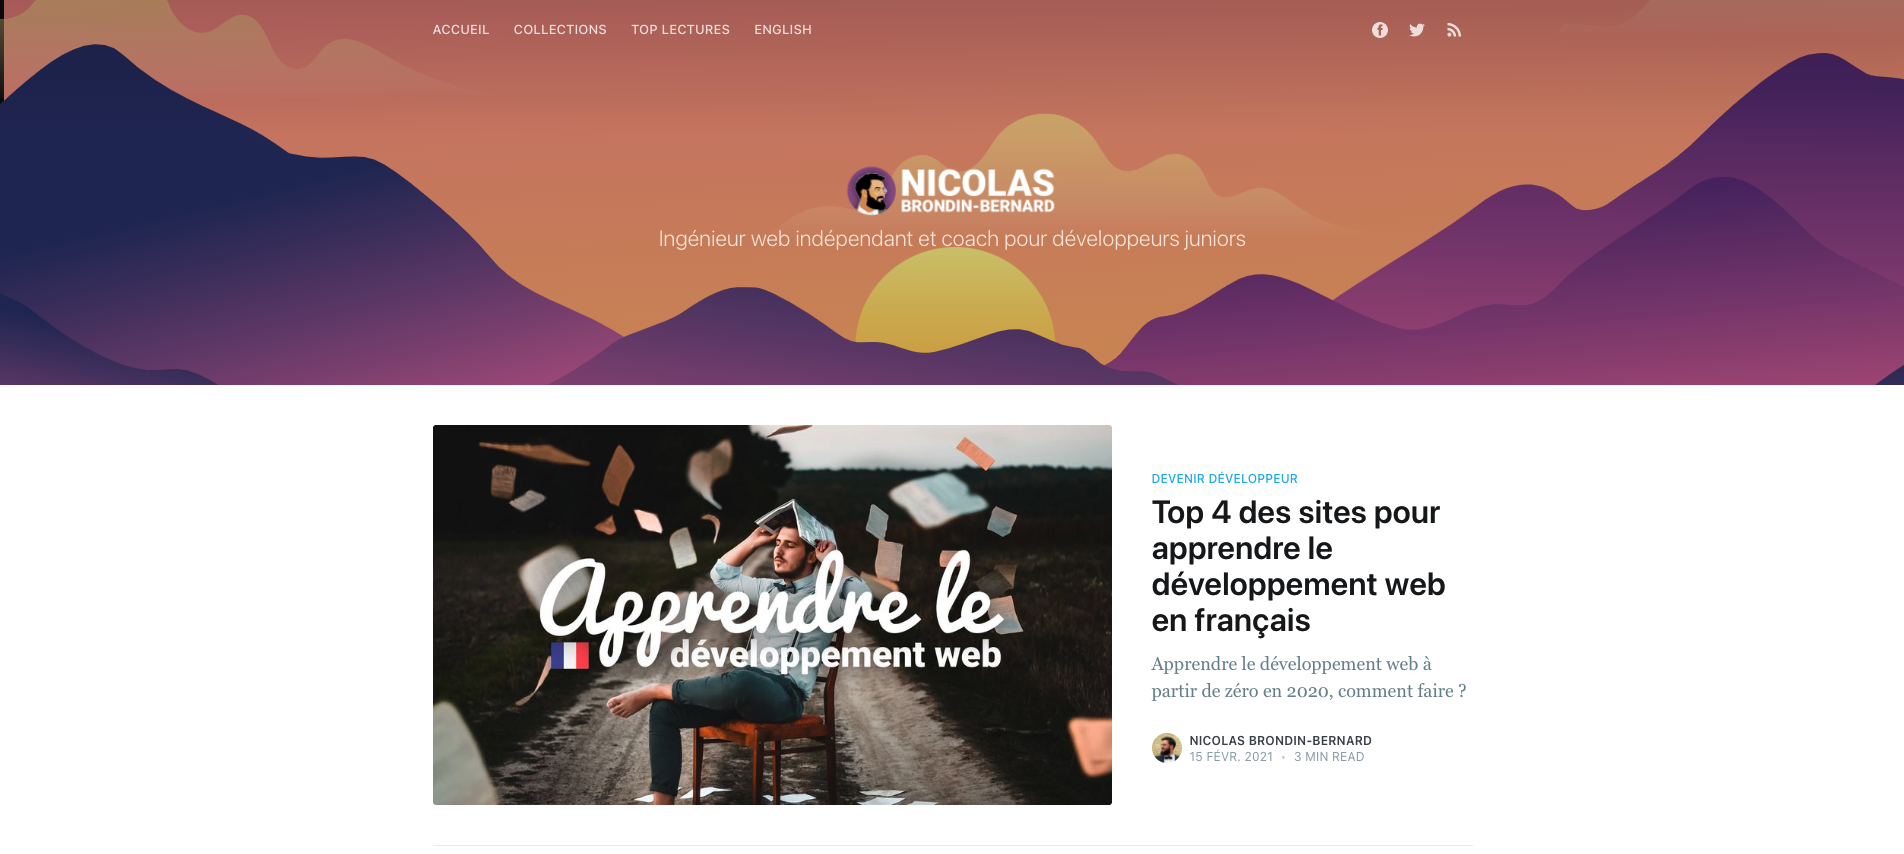 ACCUEIL COLLECTIONS TOP LECTURES ENGLISH
NICOLAS
BRONDIN-BERNARD
Ingénieur web indépendant et coach pour développeurs juniors
Apprendre le
développement web
DEVENIR DÉVELOPPEUR
Top 4 des sites pour
apprendre le
développement web
en français
Apprendre le développement web à
partir de zéro en 2020, comment faire ?
NICOLAS BRONDIN-BERNARD
15 FÉVR. 2021 • 3 MIN READ